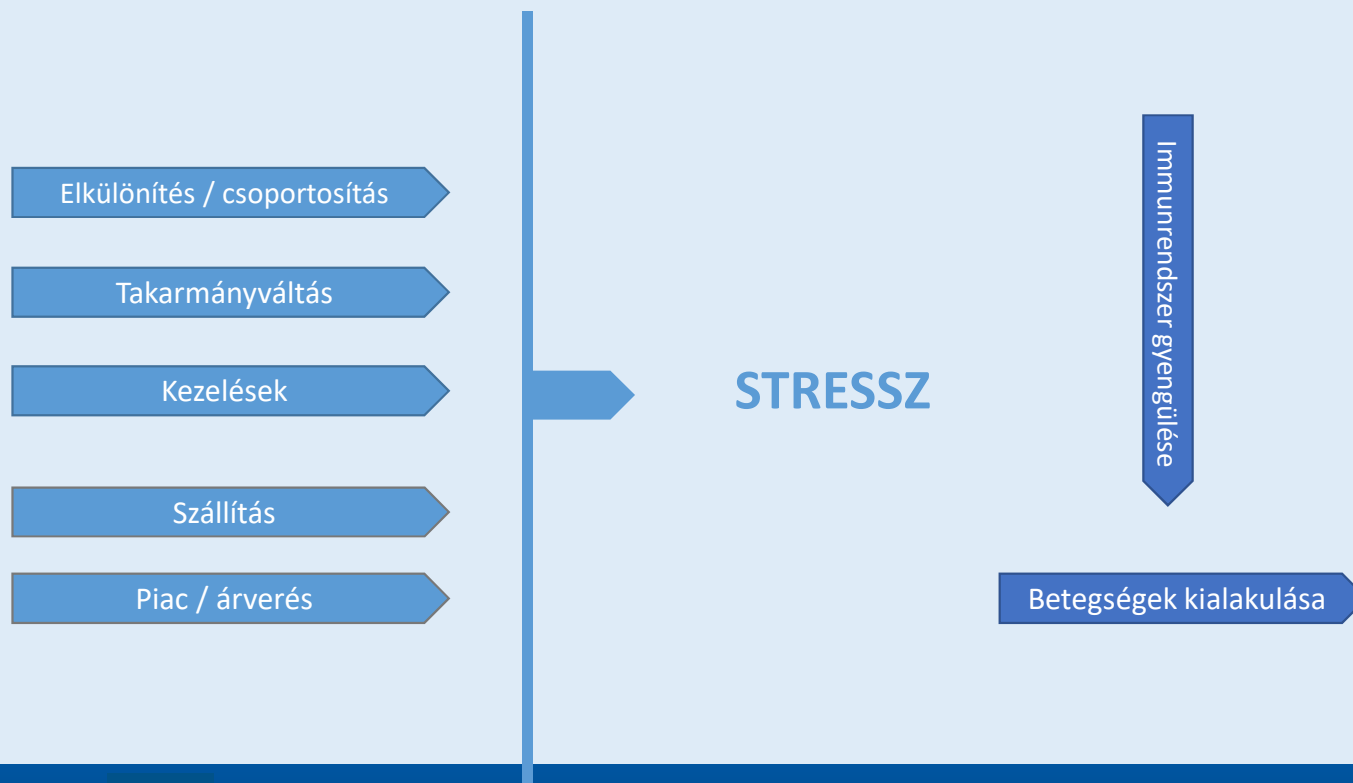 Elkülönítés / csoportosítás
Takarmányváltás
Kezelések
Szállítás
Piac / árverés
STRESSZ
Immunrendszer gyengülése
Betegségek kialakulása